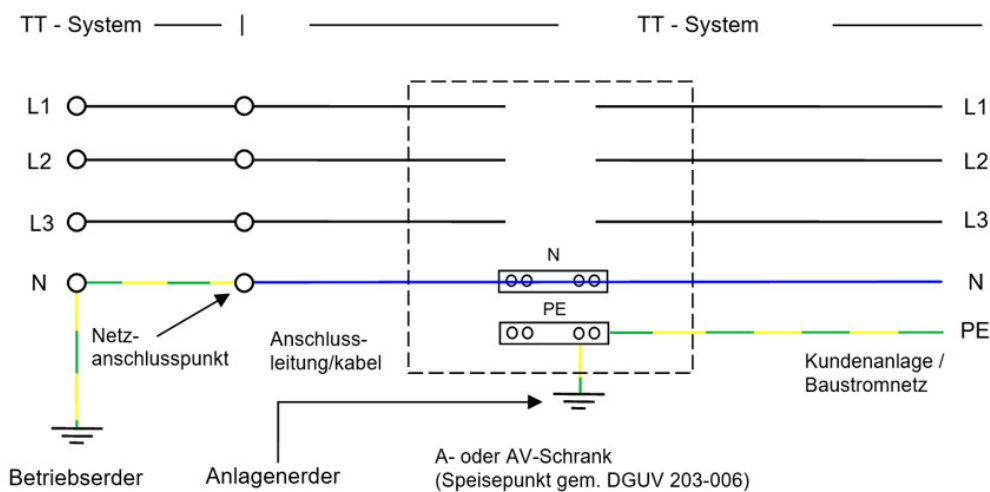 TT - System
TT - System
L1
L1
L2
L2
L3
L3
N
N
N
PE
PE
Netz-
anschlusspunkt
Anschluss-
leitung/kabel
Kundenanlage /
Baustromnetz
Betriebserder
Anlagenerder
A- oder AV-Schrank
(Speisepunkt gem. DGUV 203-006)